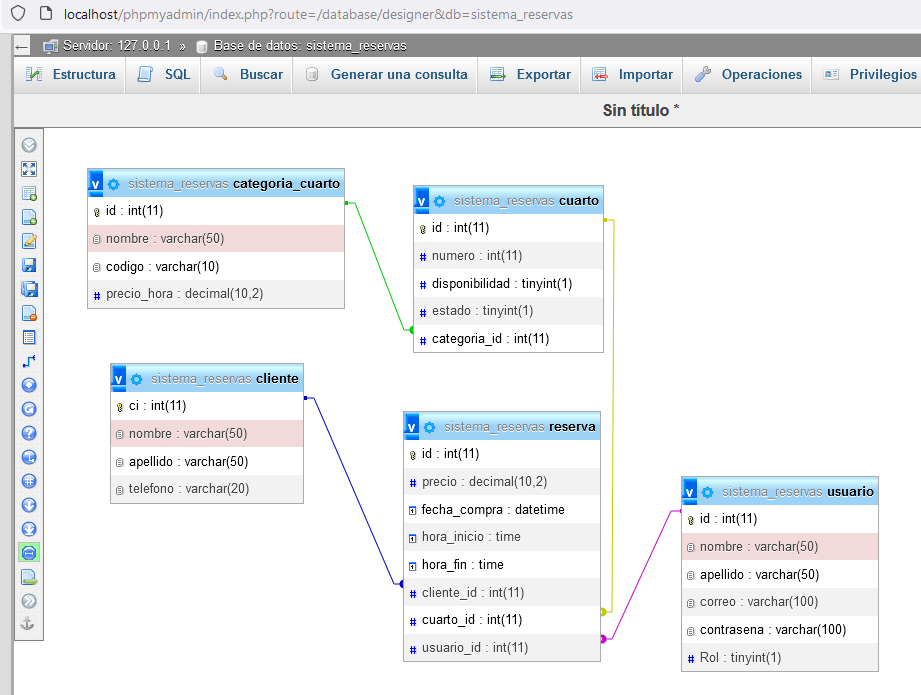 localhost/phpmyadmin/index.php?route=/database/designer&db=sistema_reservas
Servidor: 127.0.0.1 » Base de datos: sistema_reservas
Estructura SQL Buscar Generar una consulta Exportar Importar Operaciones Privilegios
Sin título *
v sistema_reservas categoria_cuarto
id : int(11)
nombre : varchar(50)
codigo : varchar(10)
# precio_hora : decimal(10,2)
v sistema_reservas cuarto
id : int(11)
# numero : int(11)
# disponibilidad : tinyint(1)
# estado : tinyint(1)
# categoria_id : int(11)
v sistema_reservas cliente
ci : int(11)
nombre : varchar(50)
apellido : varchar(50)
telefono : varchar(20)
v sistema_reservas reserva
id : int(11)
# precio : decimal(10,2)
fecha_compra : datetime
hora_inicio : time
hora_fin : time
# cliente_id : int(11)
# cuarto_id : int(11)
# usuario_id : int(11)
v sistema_reservas usuario
id : int(11)
nombre : varchar(50)
apellido : varchar(50)
correo : varchar(100)
contrasena : varchar(100)
# Rol : tinyint(1)